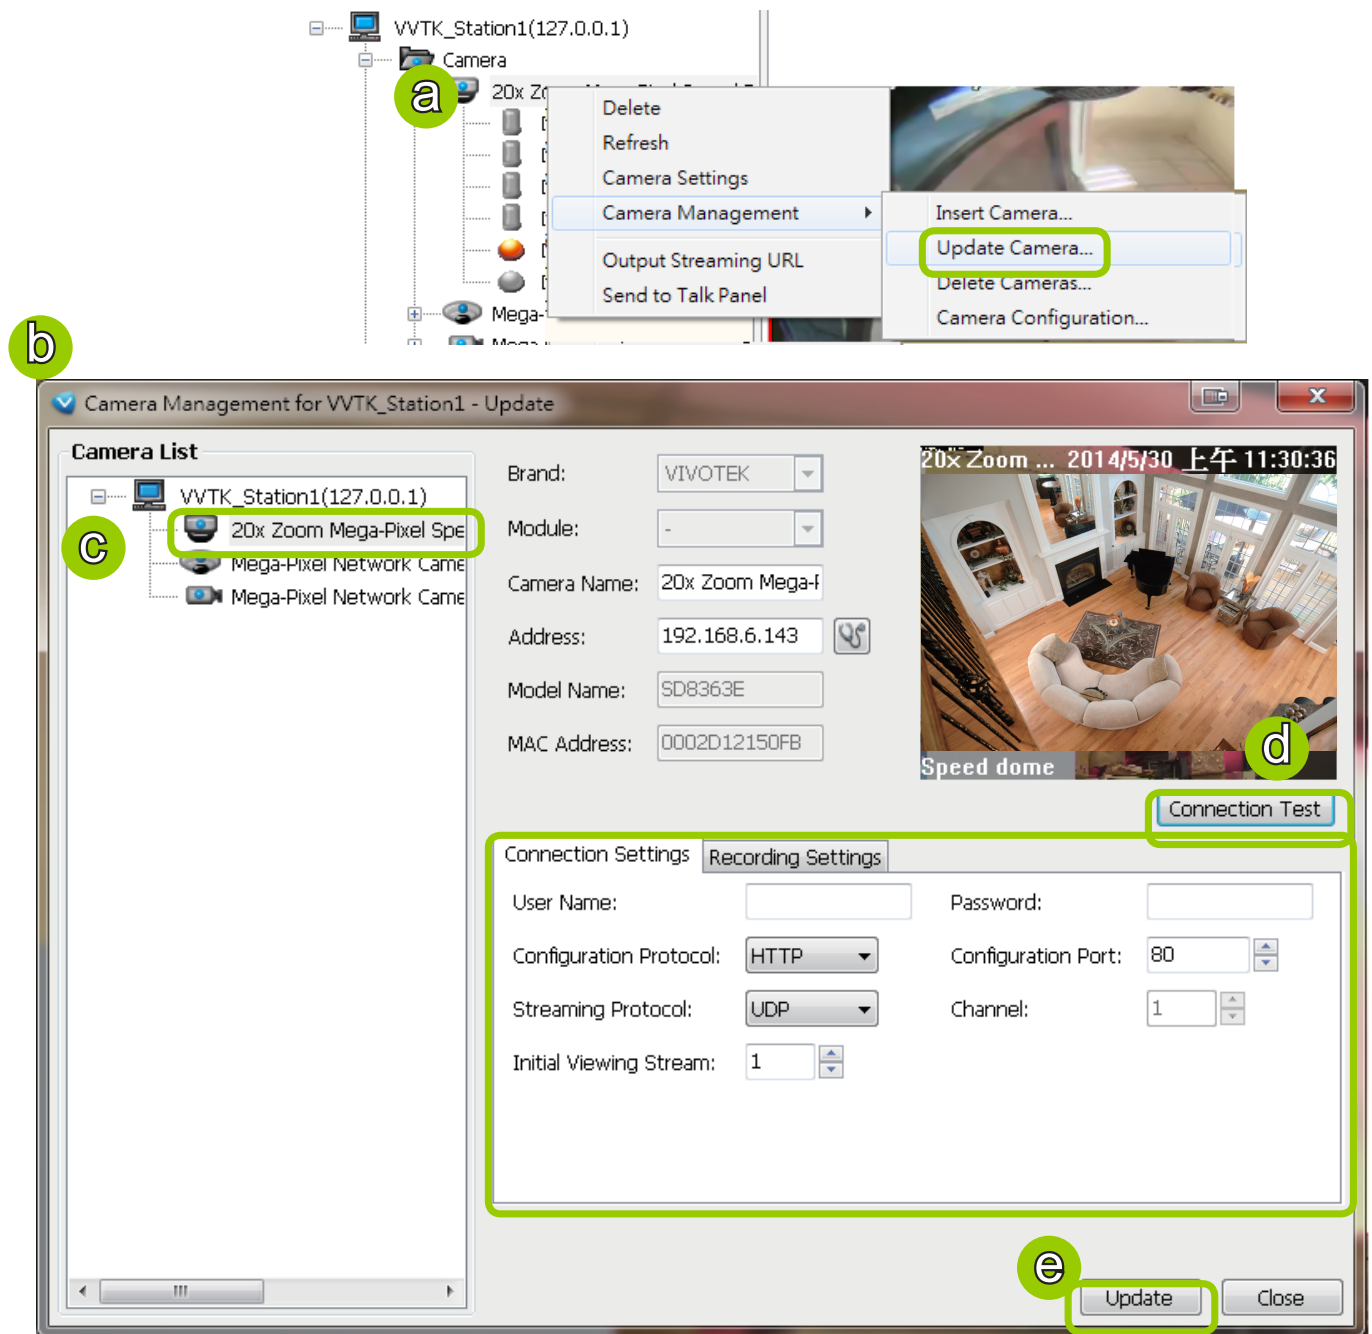 VVTK_Station1(127.0.0.1)
Camera
a
20x
Delete
Refresh
Camera Settings
Camera Management
Output Streaming URL
Send to Talk Panel
Insert Camera...
Update Camera...
Delete Cameras...
Camera Configuration...
Mega-
b
Camera Management for VVTK_Station1 - Update
Camera List
VVTK_Station1(127.0.0.1)
c
20x Zoom Mega-Pixel Spe
Mega-Pixel Network Came
Mega-Pixel Network Came
Brand: VIVOTEK
Module: -
Camera Name: 20x Zoom Mega-
Address: 192.168.6.143
Model Name: SD8363E
MAC Address: 0002D12150FB
20x Zoom ... 2014/5/30 上午 11:30:36
Speed dome
d
Connection Test
Connection Settings Recording Settings
User Name: Password:
Configuration Protocol: HTTP Configuration Port: 80
Streaming Protocol: UDP Channel: 1
Initial Viewing Stream: 1
e
Update Close